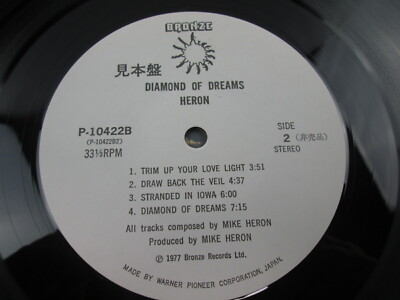 BRONZE
見本盤
DIAMOND OF DREAMS
HERON
P-10422B
(P-10422B2)
33⅓RPM
SIDE
2 (非売品)
STEREO
1. TRIM UP YOUR LOVE LIGHT 3:51
2. DRAW BACK THE VEIL 4:37
3. STRANDED IN IOWA 6:00
4. DIAMOND OF DREAMS 7:15
All tracks composed by MIKE HERON
Produced by MIKE HERON
℗ 1977 Bronze Records Ltd.
MADE BY WARNER PIONEER CORPORATION, JAPAN.